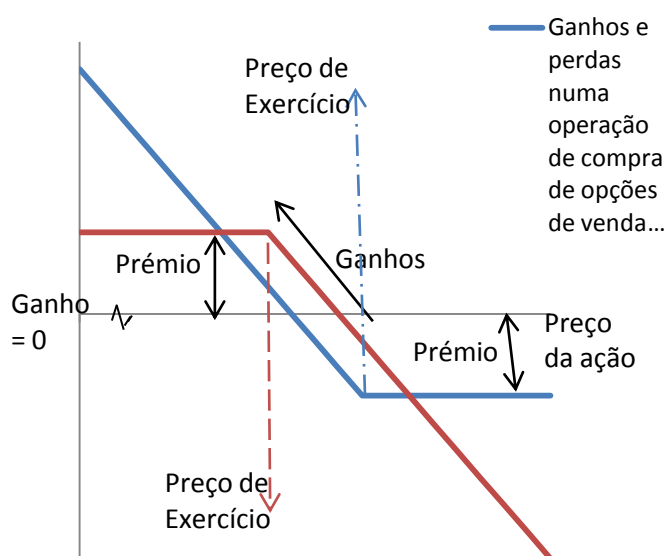 Ganhos e
perdas
numa
operação
de compra
de opções
de venda…
Preço de
Exercício
Prémio
Ganhos
Ganho
= 0
Preço
da ação
Prémio
Preço de
Exercício